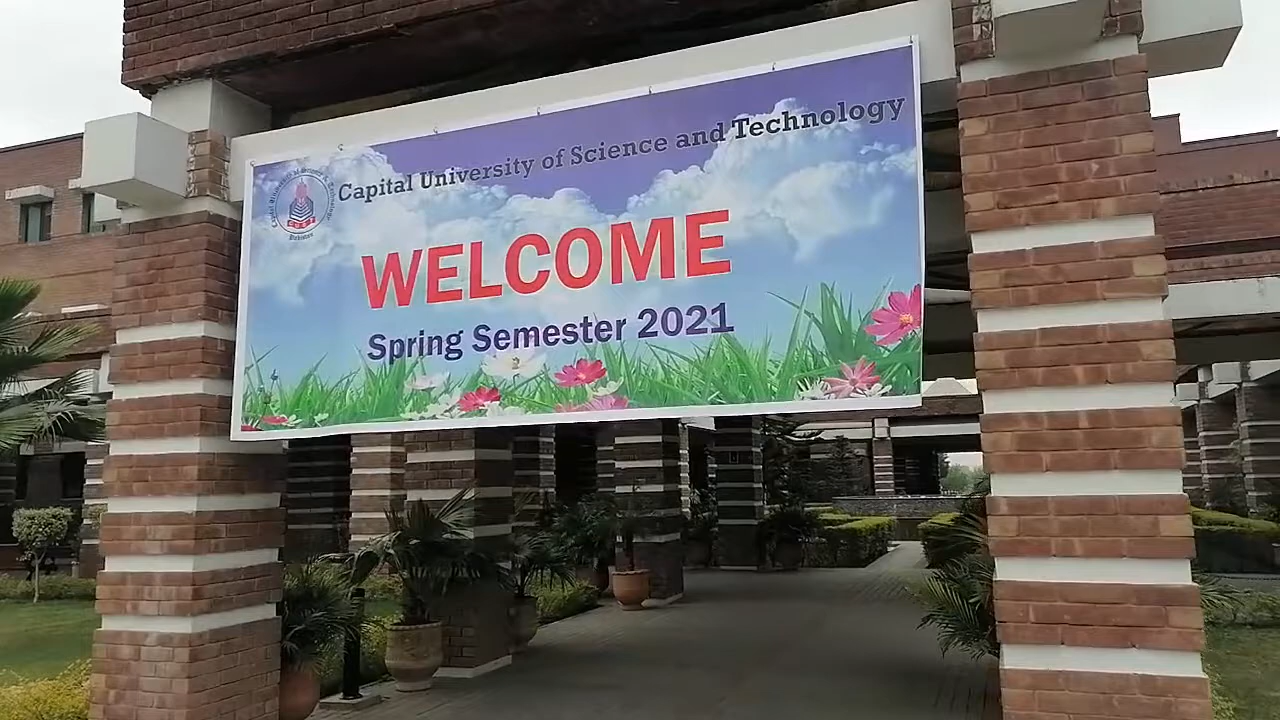 Capital University of Science and Technology
WELCOME
Spring Semester 2021